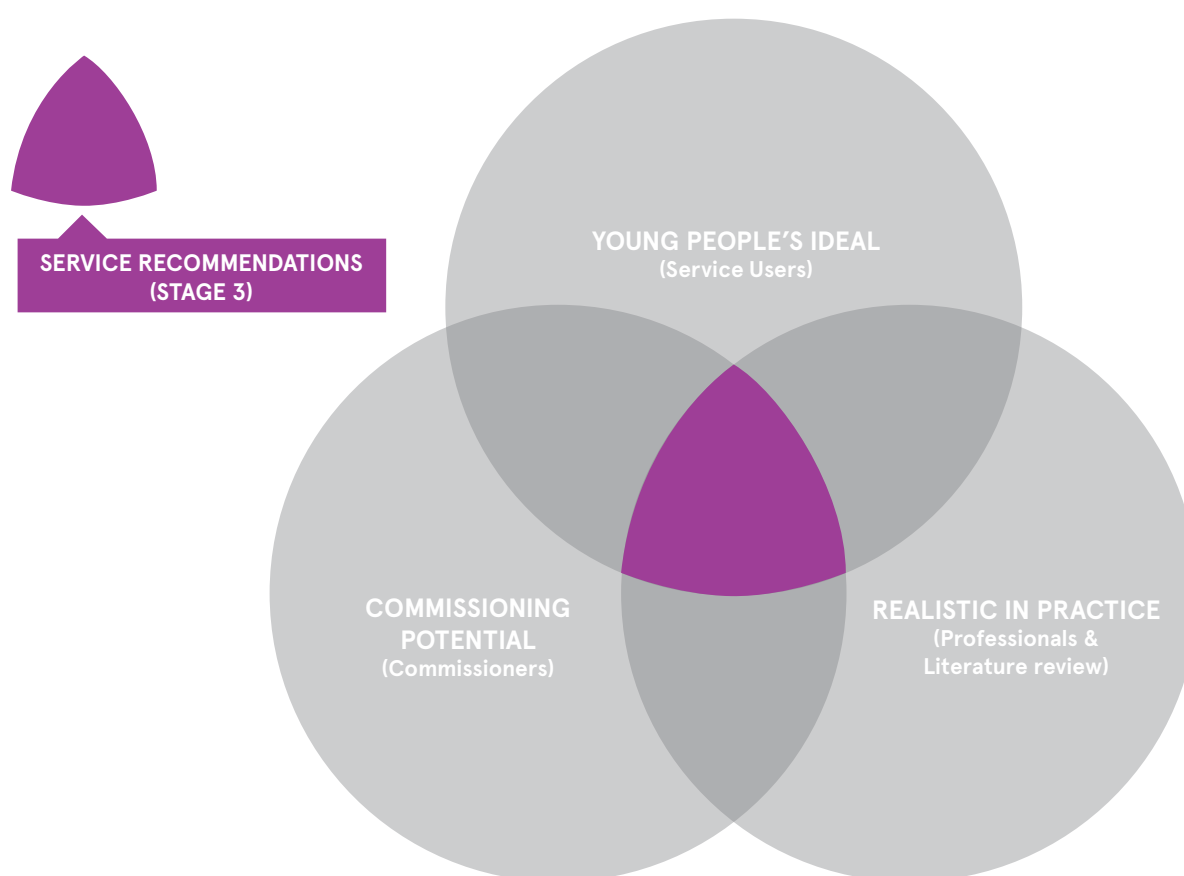 SERVICE RECOMMENDATIONS
(STAGE 3)
YOUNG PEOPLE’S IDEAL
(Service Users)
COMMISSIONING
POTENTIAL
(Commissioners)
REALISTIC IN PRACTICE
(Professionals &
Literature review)